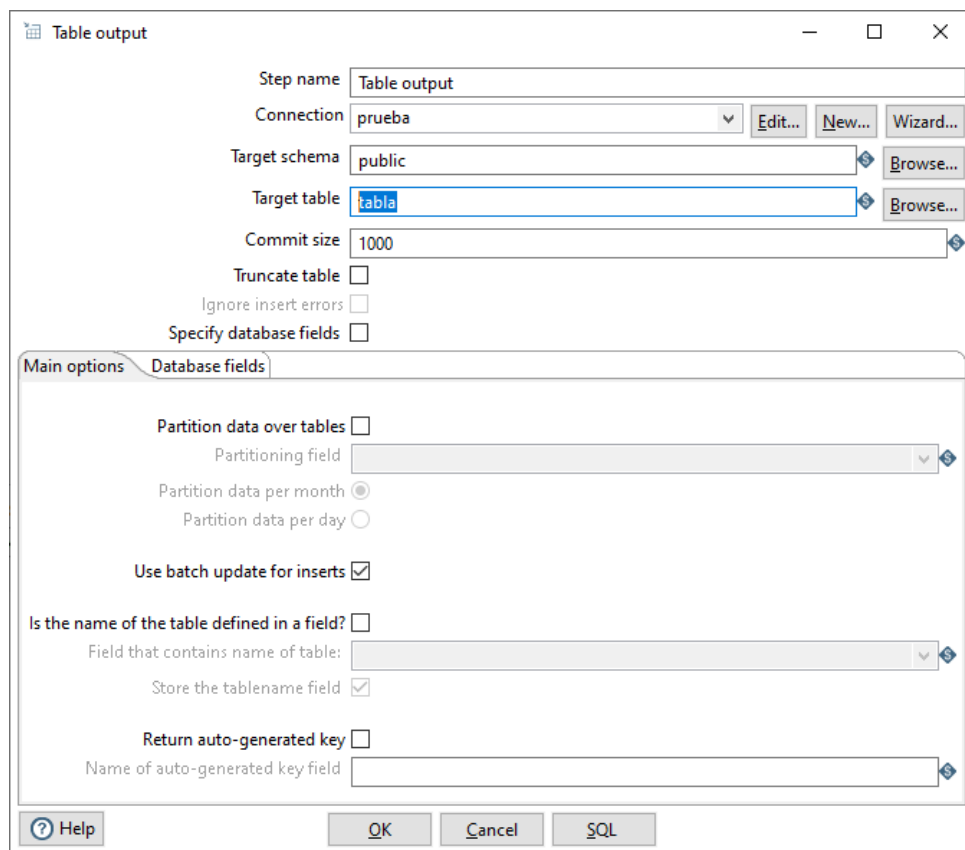 Table output
Step name Table output
Connection prueba Edit... New... Wizard...
Target schema public Browse...
Target table tabla Browse...
Commit size 1000
Truncate table
Ignore insert errors
Specify database fields
Main options Database fields
Partition data over tables
Partitioning field
Partition data per month
Partition data per day
Use batch update for inserts
Is the name of the table defined in a field?
Field that contains name of table:
Store the tablename field
Return auto-generated key
Name of auto-generated key field
Help OK Cancel SQL